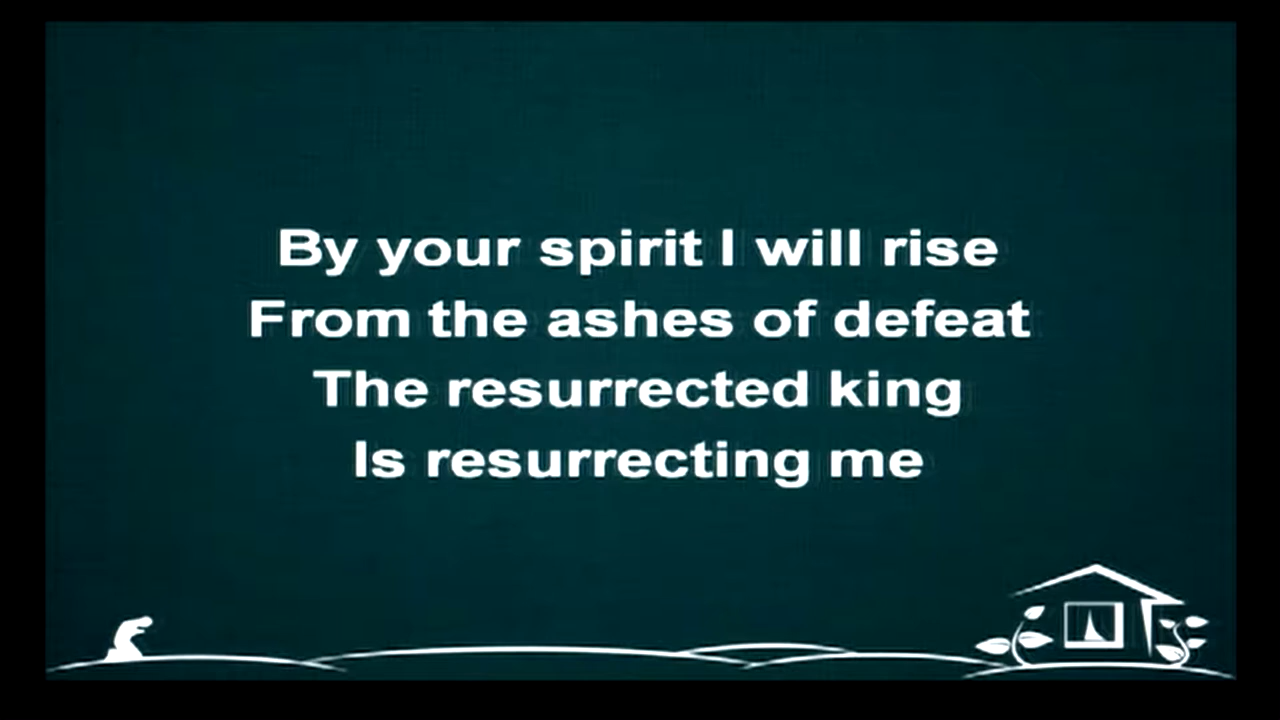 By your spirit I will rise
From the ashes of defeat
The resurrected king
Is resurrecting me